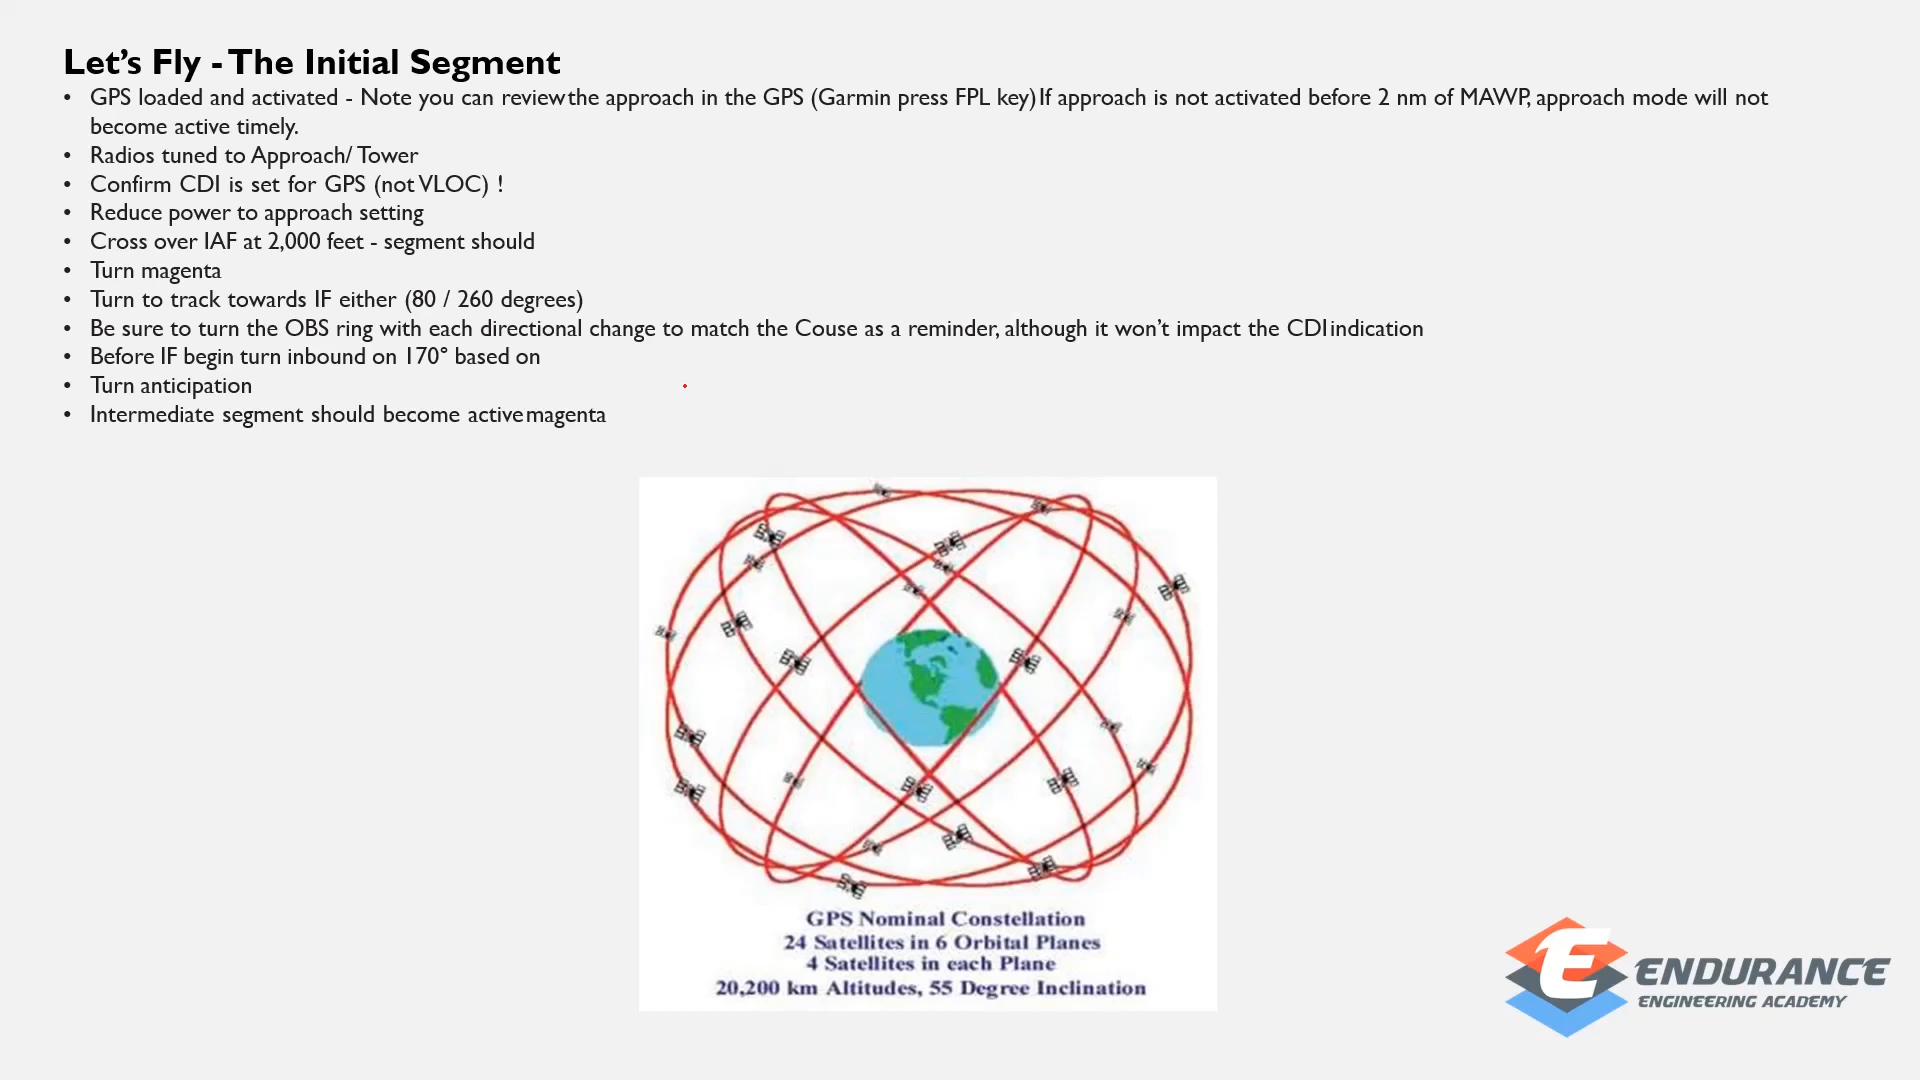 Let's Fly - The Initial Segment
• GPS loaded and activated - Note you can review the approach in the GPS (Garmin press FPL key) If approach is not activated before 2 nm of MAWP, approach mode will not
become active timely.
• Radios tuned to Approach/ Tower
• Confirm CDI is set for GPS (not VLOC) !
• Reduce power to approach setting
• Cross over IAF at 2,000 feet - segment should
• Turn magenta
• Turn to track towards IF either (80 / 260 degrees)
• Be sure to turn the OBS ring with each directional change to match the Couse as a reminder, although it won't impact the CDI indication
• Before IF begin turn inbound on 170° based on
• Turn anticipation
• Intermediate segment should become active magenta
GPS Nominal Constellation
24 Satellites in 6 Orbital Planes
4 Satellites in each Plane
20,200 km Altitudes, 55 Degree Inclination
E ENDURANCE
ENGINEERING ACADEMY